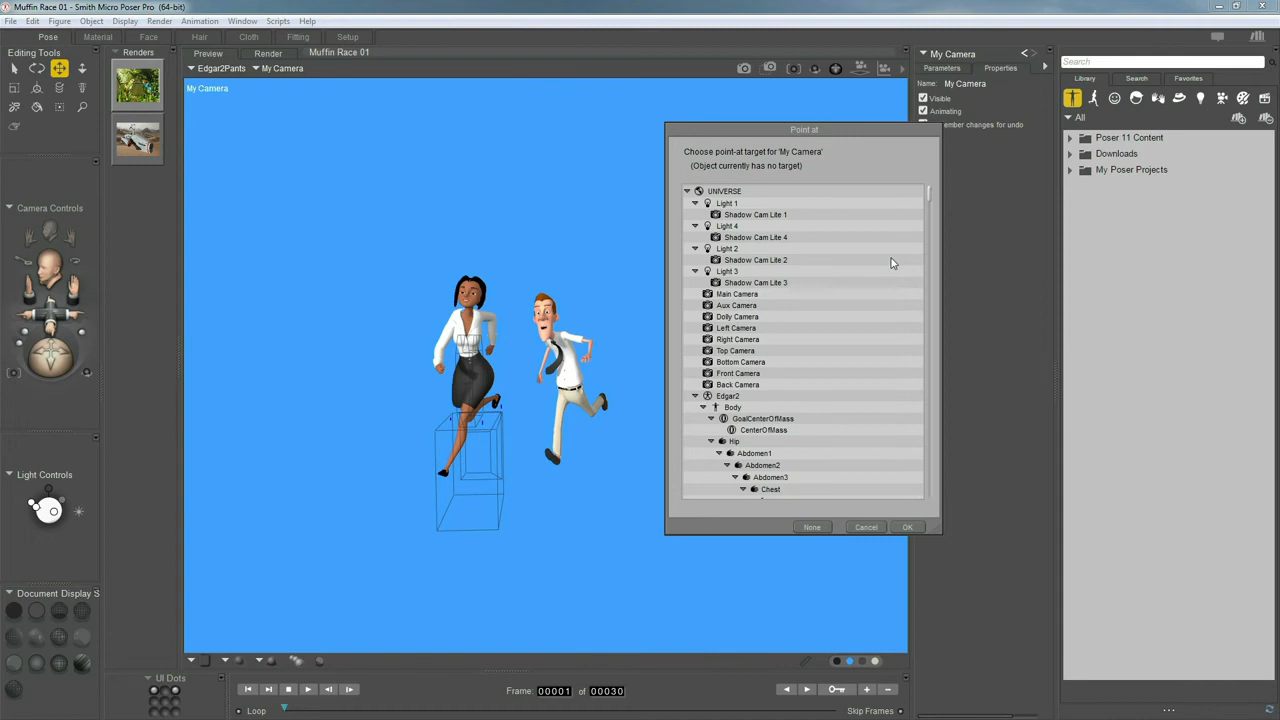 Muffin Race 01 - Smith Micro Poser Pro (64-bit)
File Edit Figure Object Display Render Animation Window Scripts Help
Pose Material Face Hair Cloth Fitting Setup
Editing Tools
Renders
Preview Render Muffin Race 01
Edgar2Pants My Camera
My Camera
My Camera
Parameters Properties
Name: My Camera
Visible
Animating
member changes for undo
Search
Library Search Favorites
All
Poser 11 Content
Downloads
My Poser Projects
Point at
Choose point-at target for 'My Camera'
(Object currently has no target)
UNIVERSE
Light 1
Shadow Cam Lite 1
Light 4
Shadow Cam Lite 4
Light 2
Shadow Cam Lite 2
Light 3
Shadow Cam Lite 3
Main Camera
Aux Camera
Dolly Camera
Left Camera
Right Camera
Top Camera
Bottom Camera
Front Camera
Back Camera
Edgar2
Body
GoalCenterOfMass
CenterOfMass
Hip
Abdomen1
Abdomen2
Abdomen3
Chest
None Cancel OK
Camera Controls
Light Controls
Document Display S
UI Dots
Frame: 00001 of 00030
Loop
Skip Frames